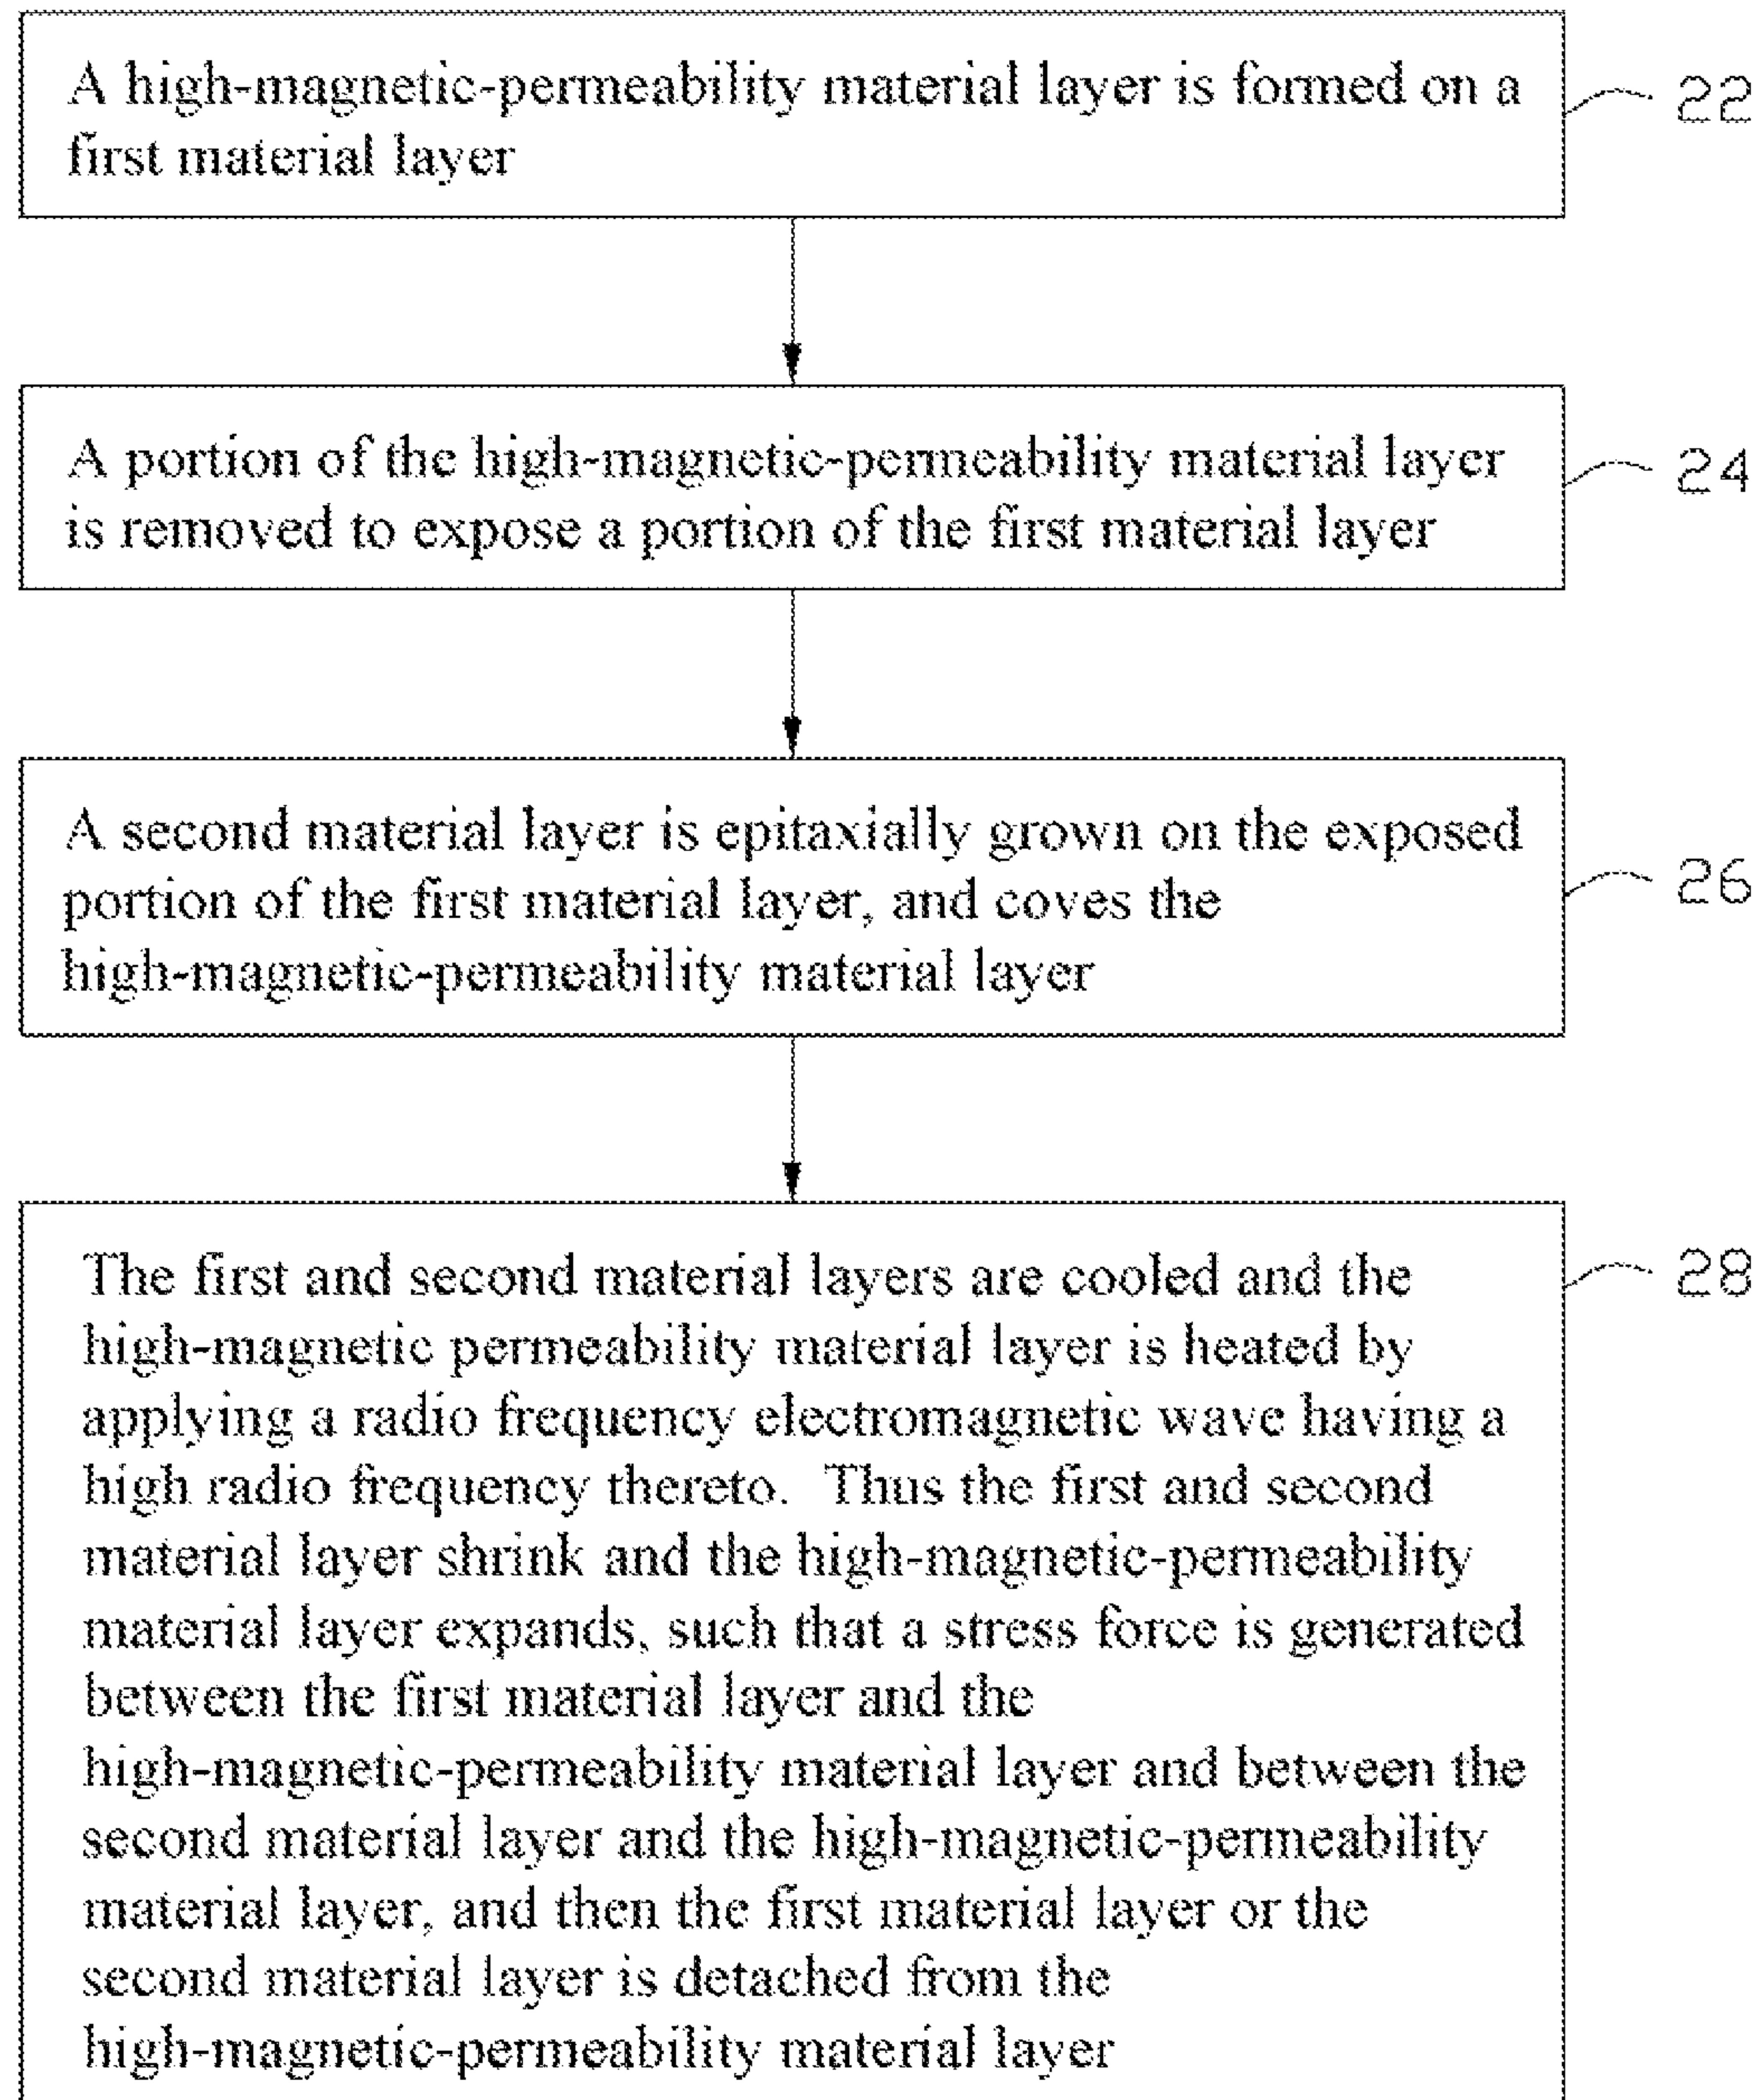 A high-magnetic-permeability material layer is formed on a
first material layer
22
A portion of the high-magnetic-permeability material layer
is removed to expose a portion of the first material layer
24
A second material layer is epitaxially grown on the exposed
portion of the first material layer, and coves the
high-magnetic-permeability material layer
26
The first and second material layers are cooled and the
high-magnetic permeability material layer is heated by
applying a radio frequency electromagnetic wave having a
high radio frequency thereto.  Thus the first and second
material layer shrink and the high-magnetic-permeability
material layer expands, such that a stress force is generated
between the first material layer and the
high-magnetic-permeability material layer and between the
second material layer and the high-magnetic-permeability
material layer, and then the first material layer or the
second material layer is detached from the
high-magnetic-permeability material layer
28